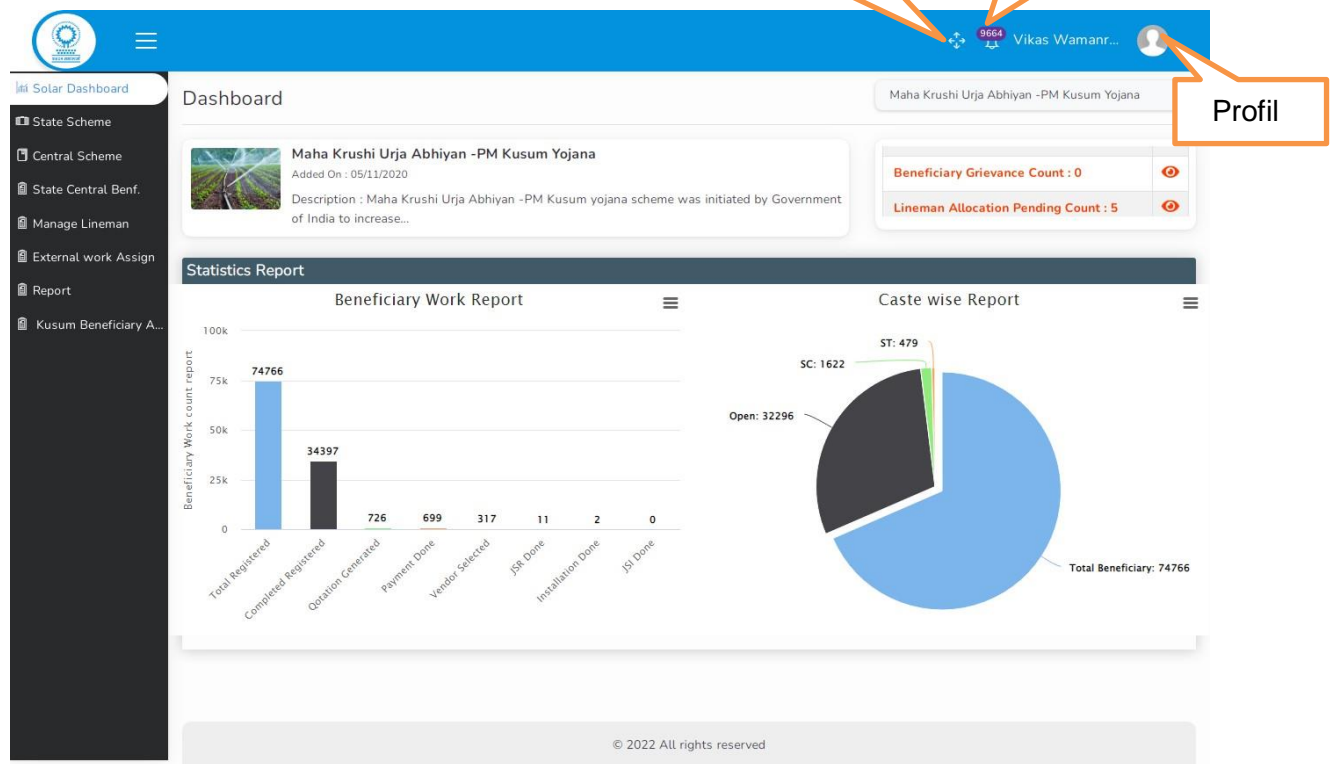 9664
Vikas Wamanr...
Profil
Solar Dashboard
State Scheme
Central Scheme
State Central Benf.
Manage Lineman
External work Assign
Report
Kusum Beneficiary A...
Dashboard
Maha Krushi Urja Abhiyan -PM Kusum Yojana
Maha Krushi Urja Abhiyan -PM Kusum Yojana
Added On : 05/11/2020
Description : Maha Krushi Urja Abhiyan -PM Kusum yojana scheme was initiated by Government
of India to increase...
Beneficiary Grievance Count : 0
Lineman Allocation Pending Count : 5
Statistics Report
Beneficiary Work Report
Beneficiary Work count report
100k
75k
50k
25k
0
74766
34397
726
699
317
11
2
0
Total Registered
Completed Registered
Qotation Generated
Payment Done
Vendor Selected
JSR Done
Installation Done
JSI Done
Caste wise Report
ST: 479
SC: 1622
Open: 32296
Total Beneficiary: 74766
© 2022 All rights reserved